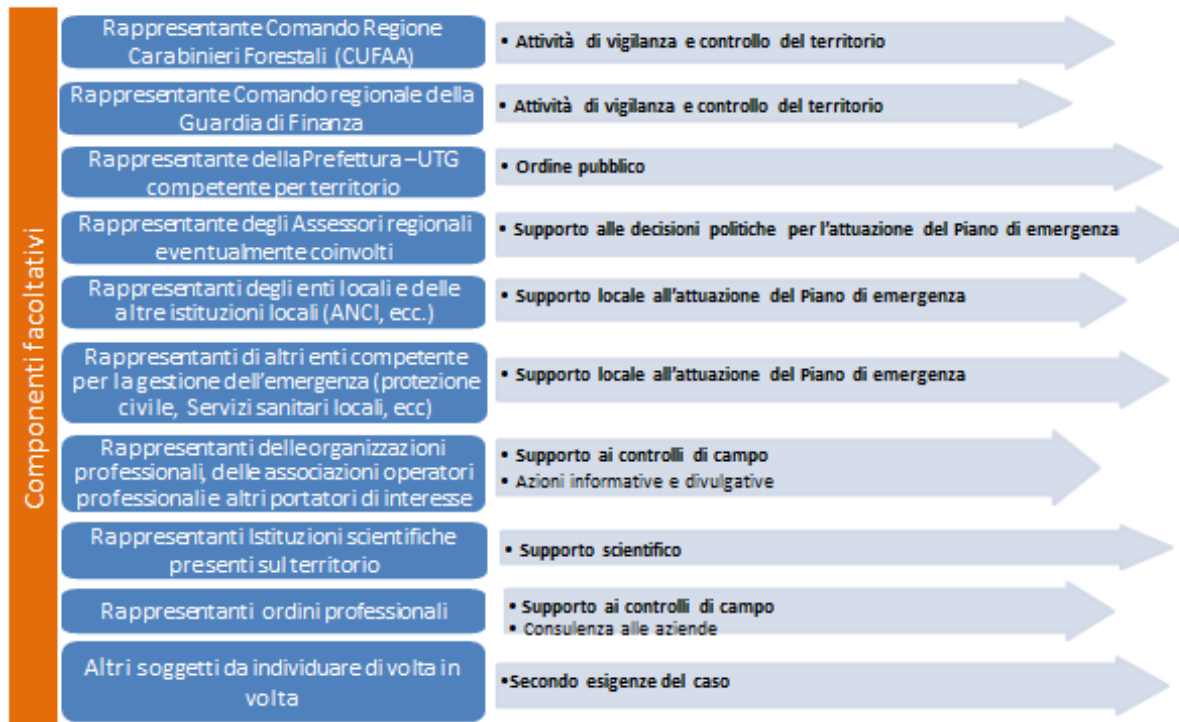 Componenti facoltativi
Rappresentante Comando Regione
Carabinieri Forestali (CUFAA)
• Attività di vigilanza e controllo del territorio
Rappresentante Comando regionale della
Guardia di Finanza
• Attività di vigilanza e controllo del territorio
Rappresentante della Prefettura –UTG
competente per territorio
• Ordine pubblico
Rappresentante degli Assessori regionali
eventualmente coinvolti
• Supporto alle decisioni politiche per l'attuazione del Piano di emergenza
Rappresentanti degli enti locali e delle
altre istituzioni locali (ANCI, ecc.)
• Supporto locale all'attuazione del Piano di emergenza
Rappresentanti di altri enti competente
per la gestione dell'emergenza (protezione
civile, Servizi sanitari locali, ecc)
• Supporto locale all'attuazione del Piano di emergenza
Rappresentanti delle organizzazioni
professionali, delle associazioni operatori
professionali e altri portatori di interesse
• Supporto ai controlli di campo
• Azioni informative e divulgative
Rappresentanti Istituzioni scientifiche
presenti sul territorio
• Supporto scientifico
Rappresentanti ordini professionali
• Supporto ai controlli di campo
• Consulenza alle aziende
Altri soggetti da individuare di volta in
volta
•Secondo esigenze del caso